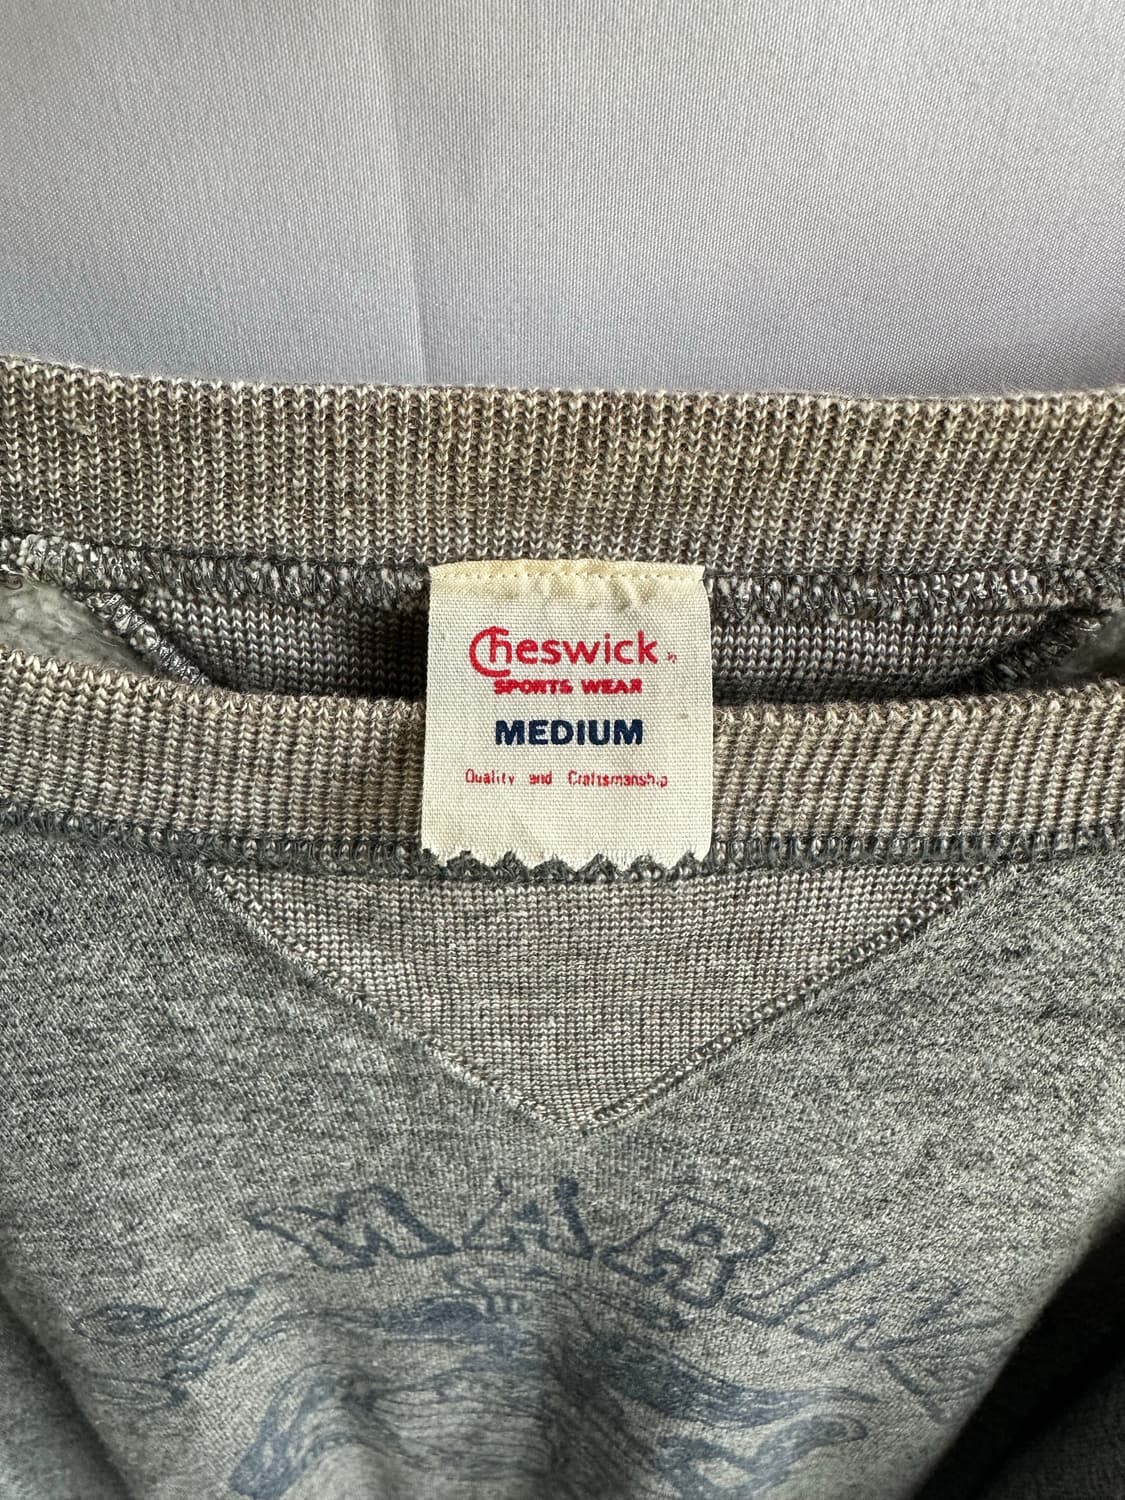 Cheswick
SPORTS WEAR
MEDIUM
Quality and Craftsmanship